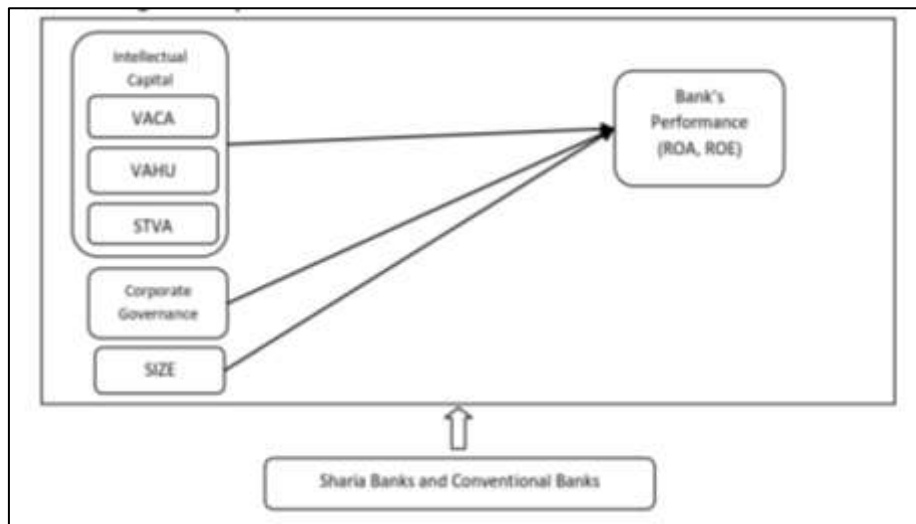 Intellectual
Capital
VACA
VAHU
STVA
Corporate
Governance
SIZE
Bank's
Performance
(ROA, ROE)
Sharia Banks and Conventional Banks